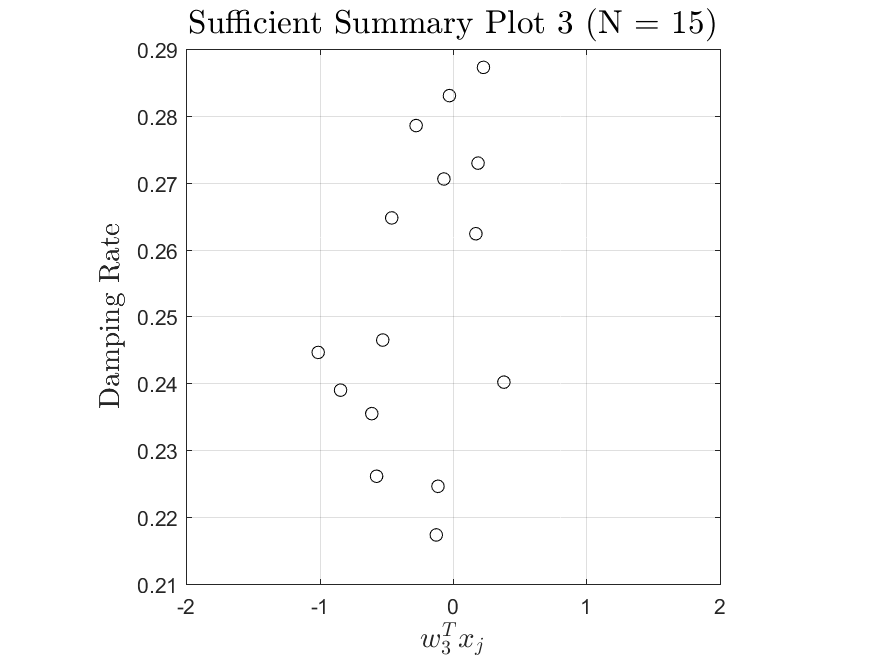 Sufficient Summary Plot 3 (N = 15)
0.29
0.28
0.27
0.26
0.25
0.24
0.23
0.22
0.21
Damping Rate
-2 -1 0 1 2
w_3^T x_j